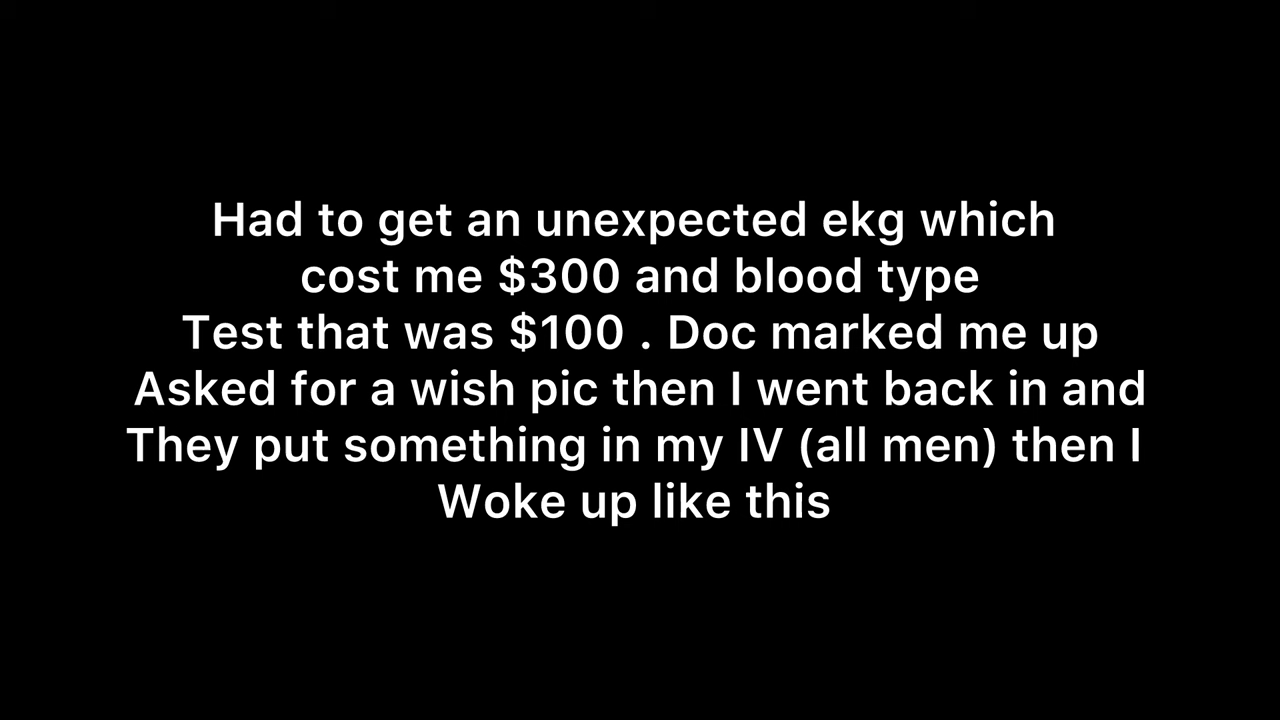 Had to get an unexpected ekg which
cost me $300 and blood type
Test that was $100 . Doc marked me up
Asked for a wish pic then I went back in and
They put something in my IV (all men) then I
Woke up like this